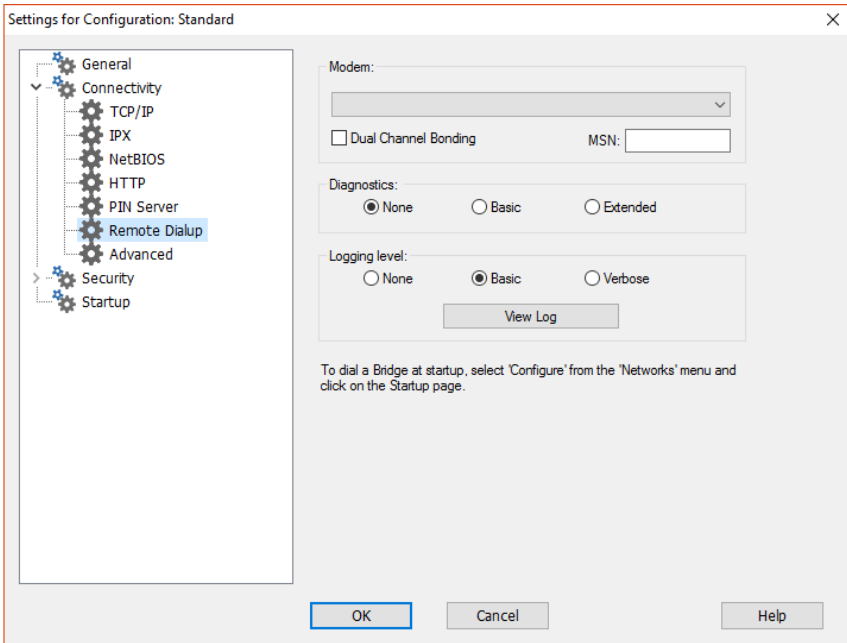 Settings for Configuration: Standard
General
Connectivity
TCP/IP
IPX
NetBIOS
HTTP
PIN Server
Remote Dialup
Advanced
Security
Startup
Modem:
Dual Channel Bonding MSN:
Diagnostics:
None Basic Extended
Logging level:
None Basic Verbose
View Log
To dial a Bridge at startup, select 'Configure' from the 'Networks' menu and
click on the Startup page.
OK Cancel Help